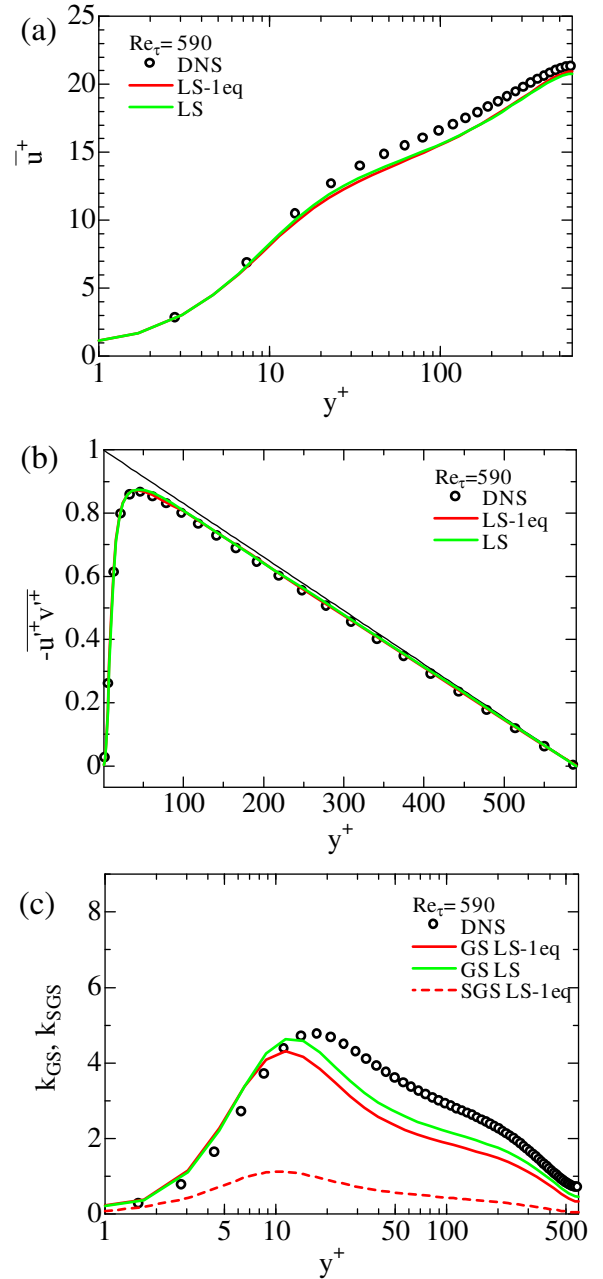 (a)
Re_τ = 590
DNS
LS-1eq
LS
u̅⁺
25
20
15
10
5
0
1 10 100
y⁺
(b)
Re_τ = 590
DNS
LS-1eq
LS
-u'⁺v'⁺
1
0.8
0.6
0.4
0.2
0
100 200 300 400 500
y⁺
(c)
Re_τ = 590
DNS
GS LS-1eq
GS LS
SGS LS-1eq
k_GS, k_SGS
8
6
4
2
0
1 5 10 50 100 500
y⁺